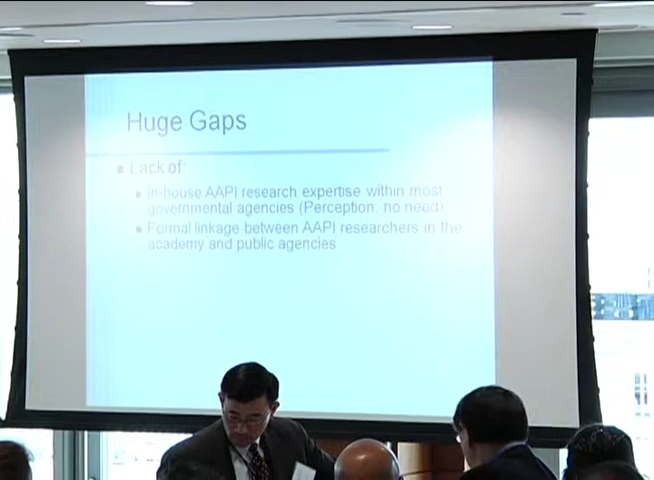 Huge Gaps
Lack of:
In-house AAPI research expertise within most
governmental agencies (Perception: no need)
Formal linkage between AAPI researchers in the
academy and public agencies